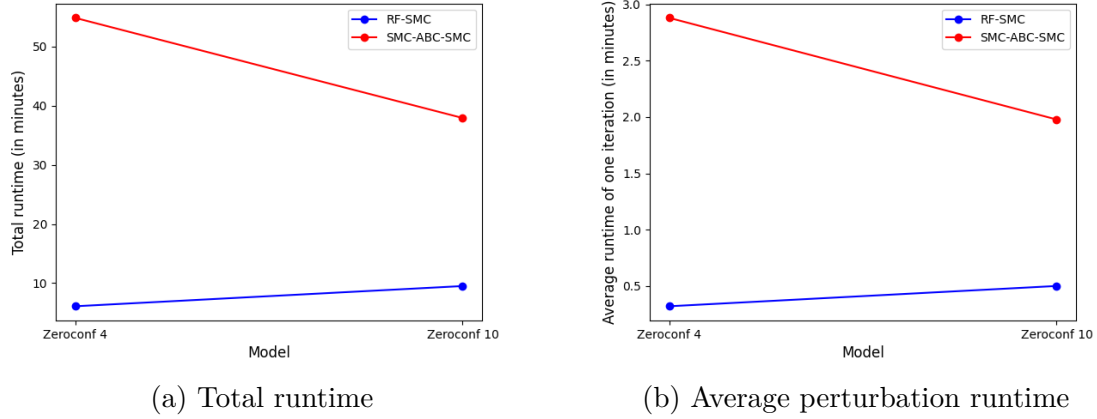 Total runtime (in minutes)
50
40
30
20
10
RF-SMC
SMC-ABC-SMC
Zeroconf 4
Zeroconf 10
Model
(a) Total runtime
Average runtime of one iteration (in minutes)
3.0
2.5
2.0
1.5
1.0
0.5
RF-SMC
SMC-ABC-SMC
Zeroconf 4
Zeroconf 10
Model
(b) Average perturbation runtime